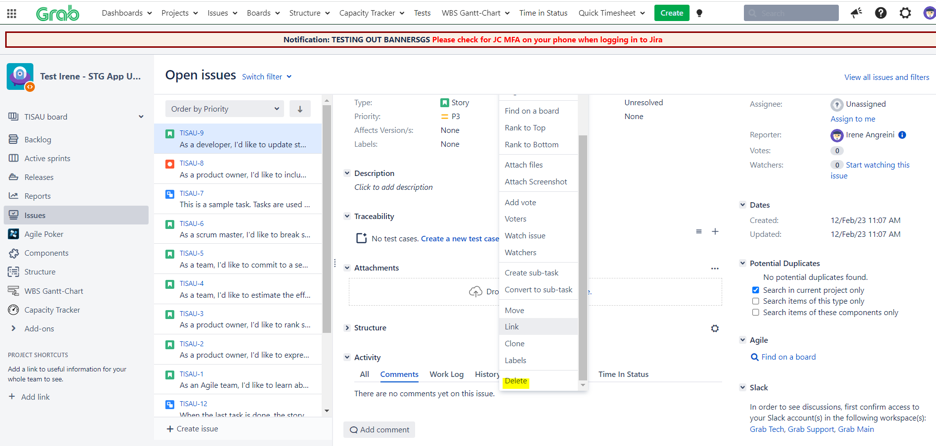 Grab
Dashboards Projects Issues Boards Structure Capacity Tracker Tests WBS Gantt-Chart Time in Status Quick Timesheet Create
Notification: TESTING OUT BANNERSGS Please check for JC MFA on your phone when logging in to Jira
Test Irene - STG App U...
TISAU board
Backlog
Active sprints
Releases
Reports
Issues
Agile Poker
Components
Structure
WBS Gantt-Chart
Capacity Tracker
Add-ons
PROJECT SHORTCUTS
Add a link to useful information for your
whole team to see.
+ Add link
Open issues Switch filter
View all issues and filters
Order by Priority
TISAU-9
As a developer, I'd like to update st...
TISAU-8
As a product owner, I'd like to inclu...
TISAU-7
This is a sample task. Tasks are used ...
TISAU-6
As a scrum master, I'd like to break s...
TISAU-5
As a team, I'd like to commit to a se...
TISAU-4
As a team, I'd like to estimate the eff...
TISAU-3
As a product owner, I'd like to rank s...
TISAU-2
As a product owner, I'd like to expre...
TISAU-1
As an Agile team, I'd like to learn ab...
TISAU-12
When the last task is done, the story
+ Create issue
Type: Story
Priority: P3
Affects Version/s: None
Labels: None
Unresolved
None
Description
Click to add description
Traceability
No test cases. Create a new test case
Attachments
Dro
e.
Structure
Activity
All Comments Work Log History
Time In Status
There are no comments yet on this issue.
Add comment
Find on a board
Rank to Top
Rank to Bottom
Attach files
Attach Screenshot
Add vote
Voters
Watch issue
Watchers
Create sub-task
Convert to sub-task
Move
Link
Clone
Labels
Delete
Assignee: Unassigned
Assign to me
Reporter: Irene Angreini
Votes: 0
Watchers: 0 Start watching this
issue
Dates
Created: 12/Feb/23 11:07 AM
Updated: 12/Feb/23 11:07 AM
Potential Duplicates
No potential duplicates found.
Search in current project only
Search items of this type only
Search items of these components only
Agile
Find on a board
Slack
In order to see discussions, first confirm access to
your Slack account(s) in the following workspace(s):
Grab Tech, Grab Support, Grab Main